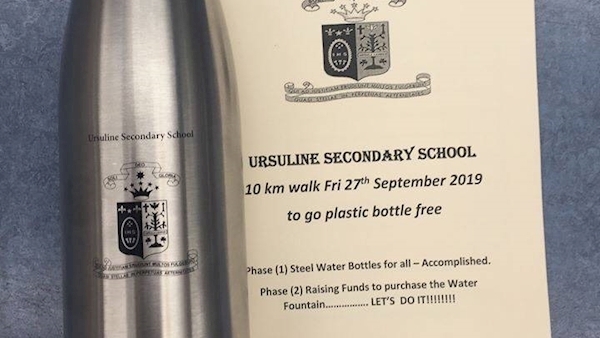 Ursuline Secondary School
SOLI DEO GLORIA
IHS
URSULINE SECONDARY SCHOOL
10 km walk Fri 27th September 2019
to go plastic bottle free
Phase (1) Steel Water Bottles for all – Accomplished.
Phase (2) Raising Funds to purchase the Water
Fountain…………… LET'S DO IT!!!!!!!!